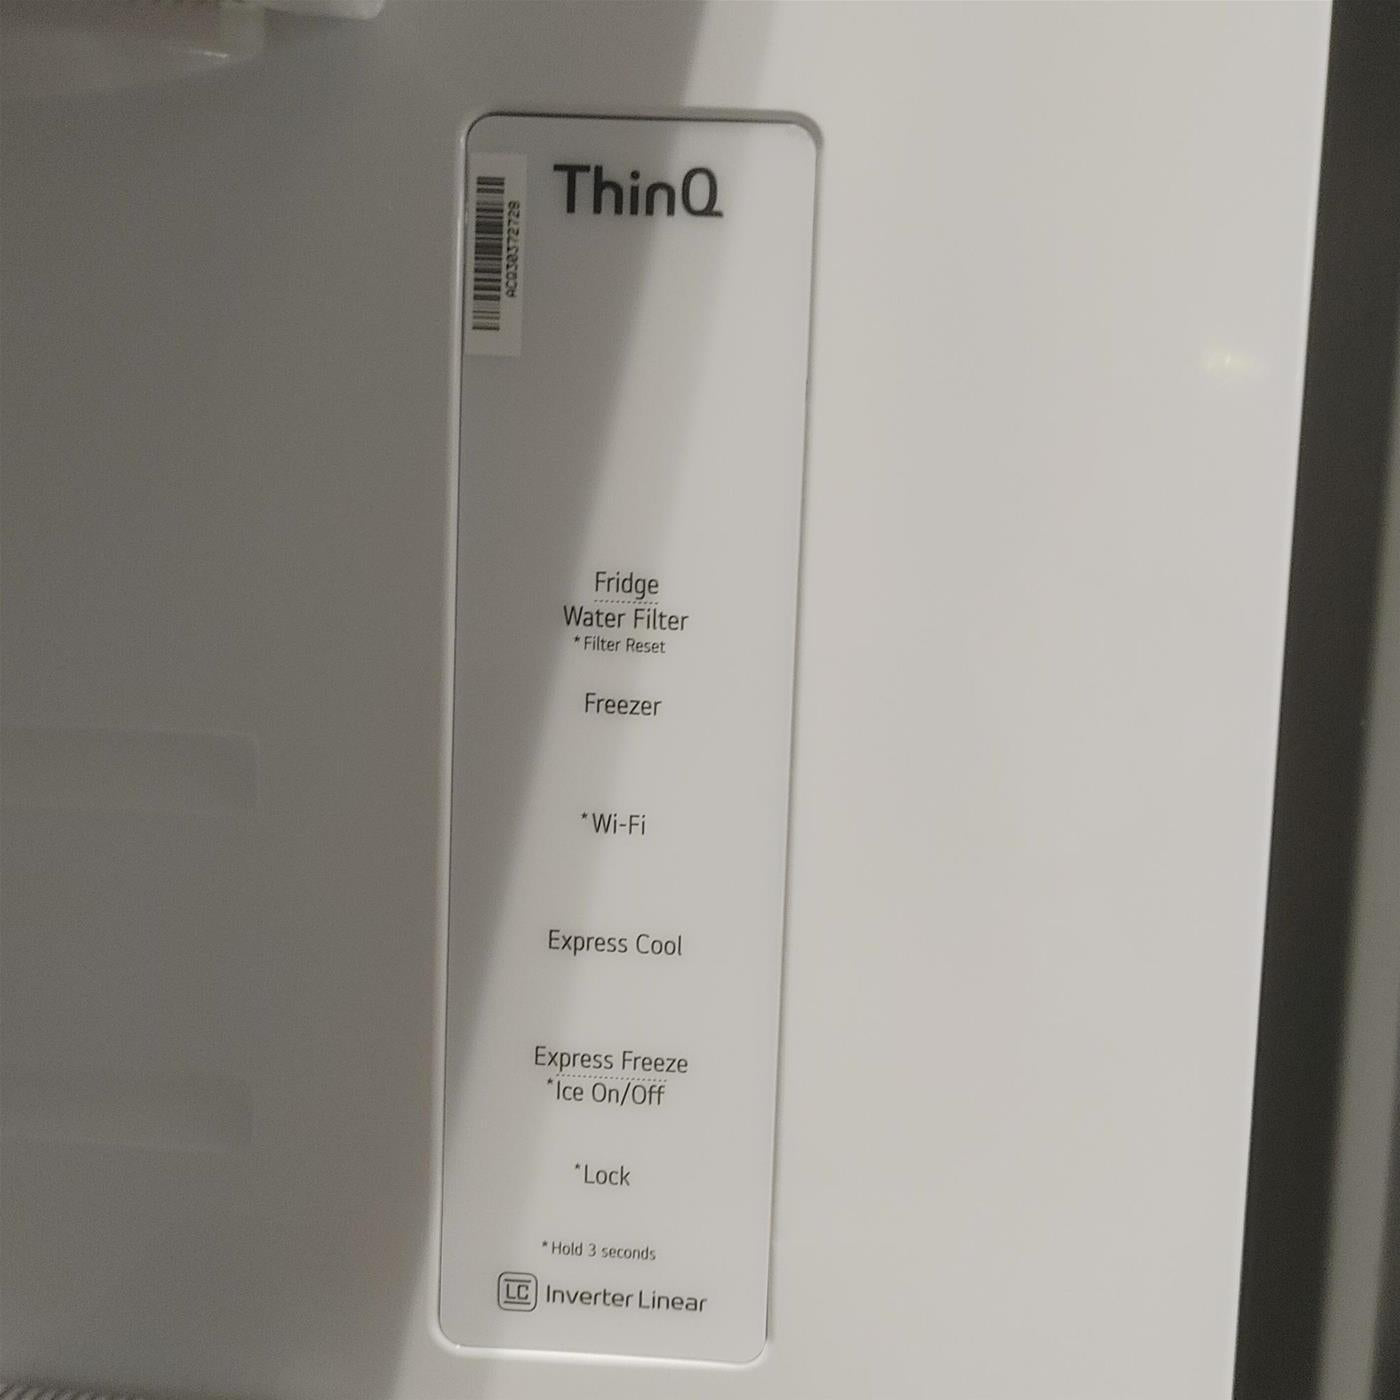 ThinQ
ACQ30372728
Fridge
Water Filter
* Filter Reset
Freezer
*Wi-Fi
Express Cool
Express Freeze
*Ice On/Off
*Lock
* Hold 3 seconds
LC Inverter Linear